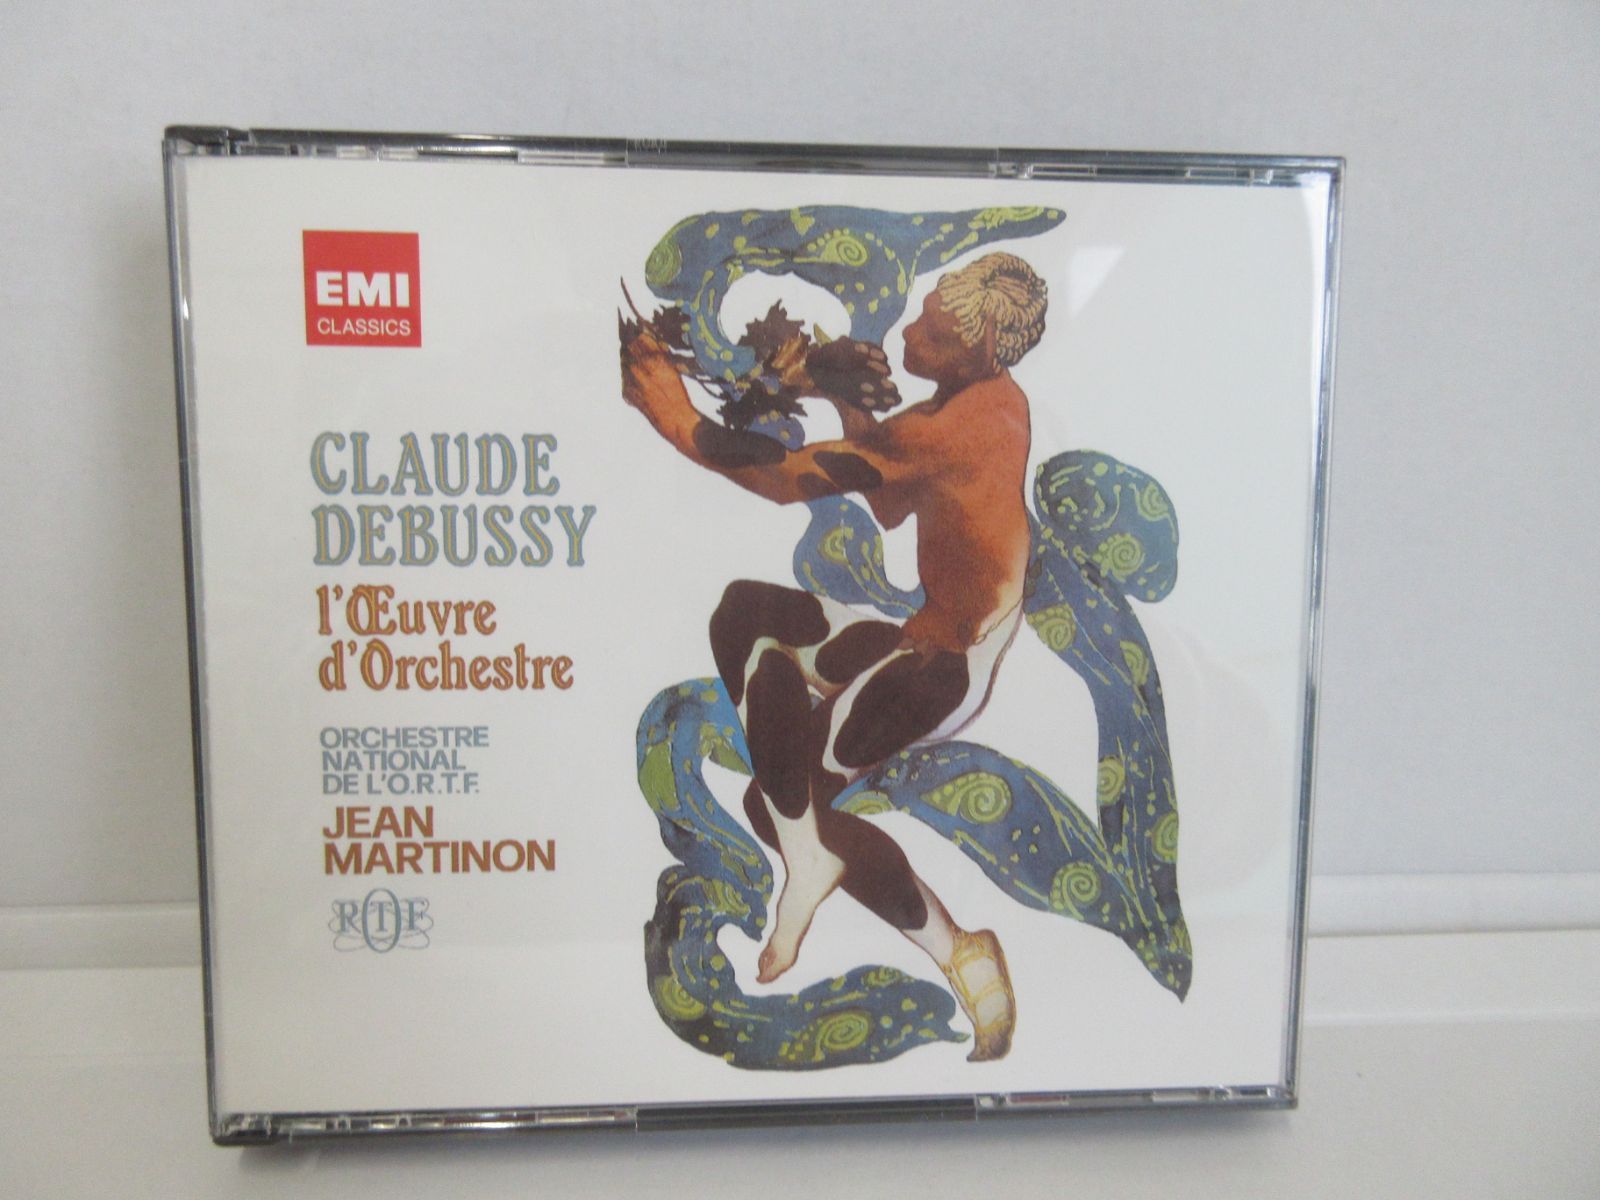 EMI
CLASSICS
CLAUDE
DEBUSSY
l'Œuvre
d'Orchestre
ORCHESTRE
NATIONAL
DE L'O.R.T.F.
JEAN
MARTINON
ORTF